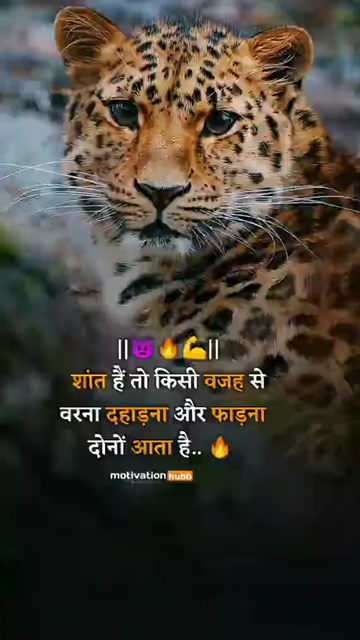 ||😈🔥💪||
शांत हैं तो किसी वजह से
वरना दहाड़ना और फाड़ना
दोनों आता है.. 🔥
motivation hubb